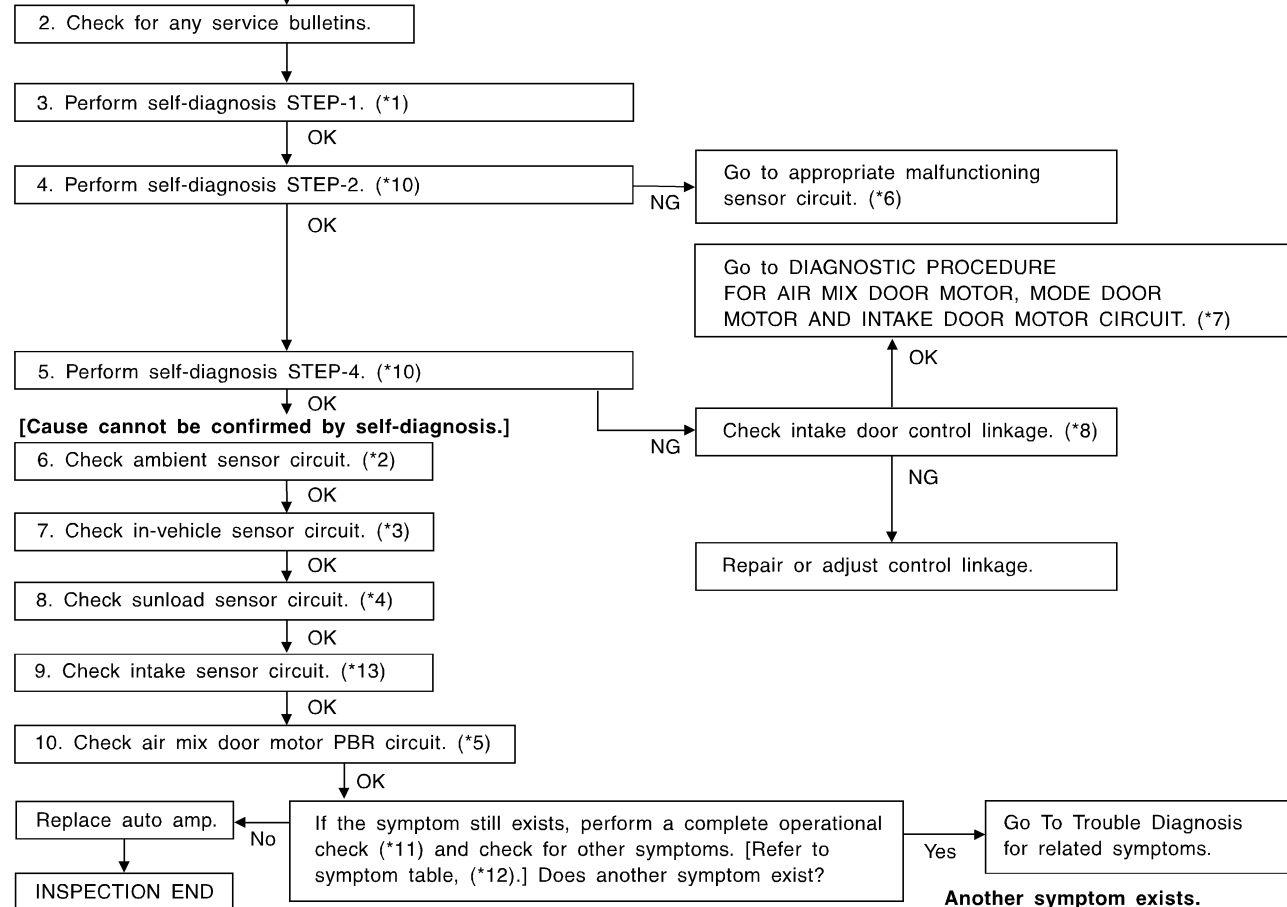 2. Check for any service bulletins.
3. Perform self-diagnosis STEP-1. (*1)
OK
4. Perform self-diagnosis STEP-2. (*10)
NG
Go to appropriate malfunctioning
sensor circuit. (*6)
OK
Go to DIAGNOSTIC PROCEDURE
FOR AIR MIX DOOR MOTOR, MODE DOOR
MOTOR AND INTAKE DOOR MOTOR CIRCUIT. (*7)
OK
5. Perform self-diagnosis STEP-4. (*10)
OK
[Cause cannot be confirmed by self-diagnosis.]
NG
Check intake door control linkage. (*8)
NG
Repair or adjust control linkage.
6. Check ambient sensor circuit. (*2)
OK
7. Check in-vehicle sensor circuit. (*3)
OK
8. Check sunload sensor circuit. (*4)
OK
9. Check intake sensor circuit. (*13)
OK
10. Check air mix door motor PBR circuit. (*5)
OK
If the symptom still exists, perform a complete operational
check (*11) and check for other symptoms. [Refer to
symptom table, (*12).] Does another symptom exist?
No
Replace auto amp.
INSPECTION END
Yes
Go To Trouble Diagnosis
for related symptoms.
Another symptom exists.